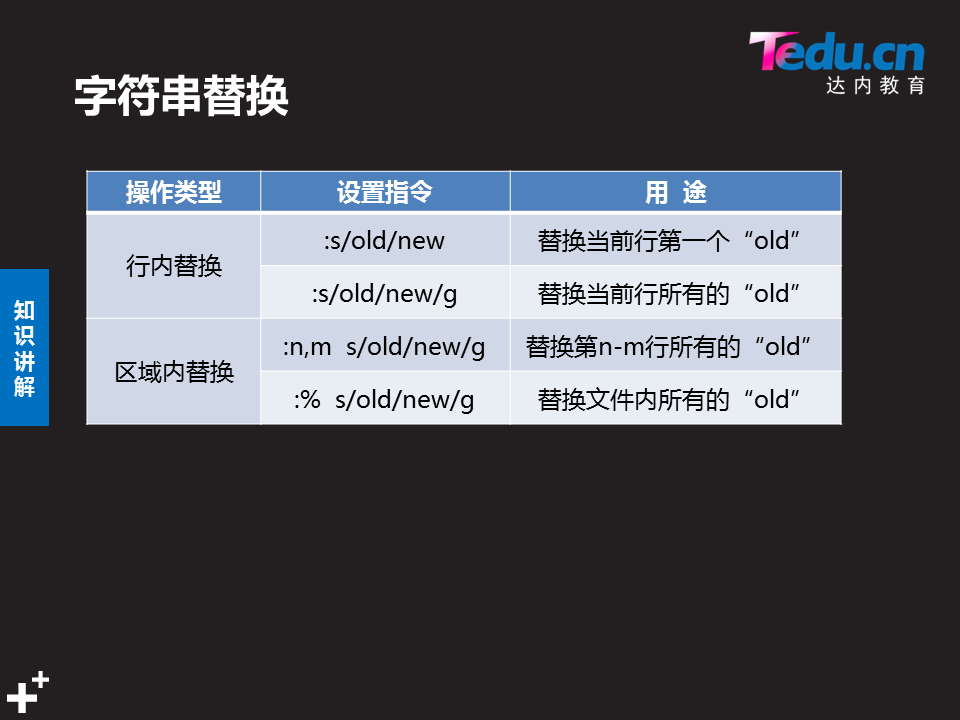 Tedu.cn
达内教育
字符串替换
操作类型 设置指令 用 途
行内替换 :s/old/new 替换当前行第一个“old”
:s/old/new/g 替换当前行所有的“old”
区域内替换 :n,m s/old/new/g 替换第n-m行所有的“old”
:% s/old/new/g 替换文件内所有的“old”
知识讲解